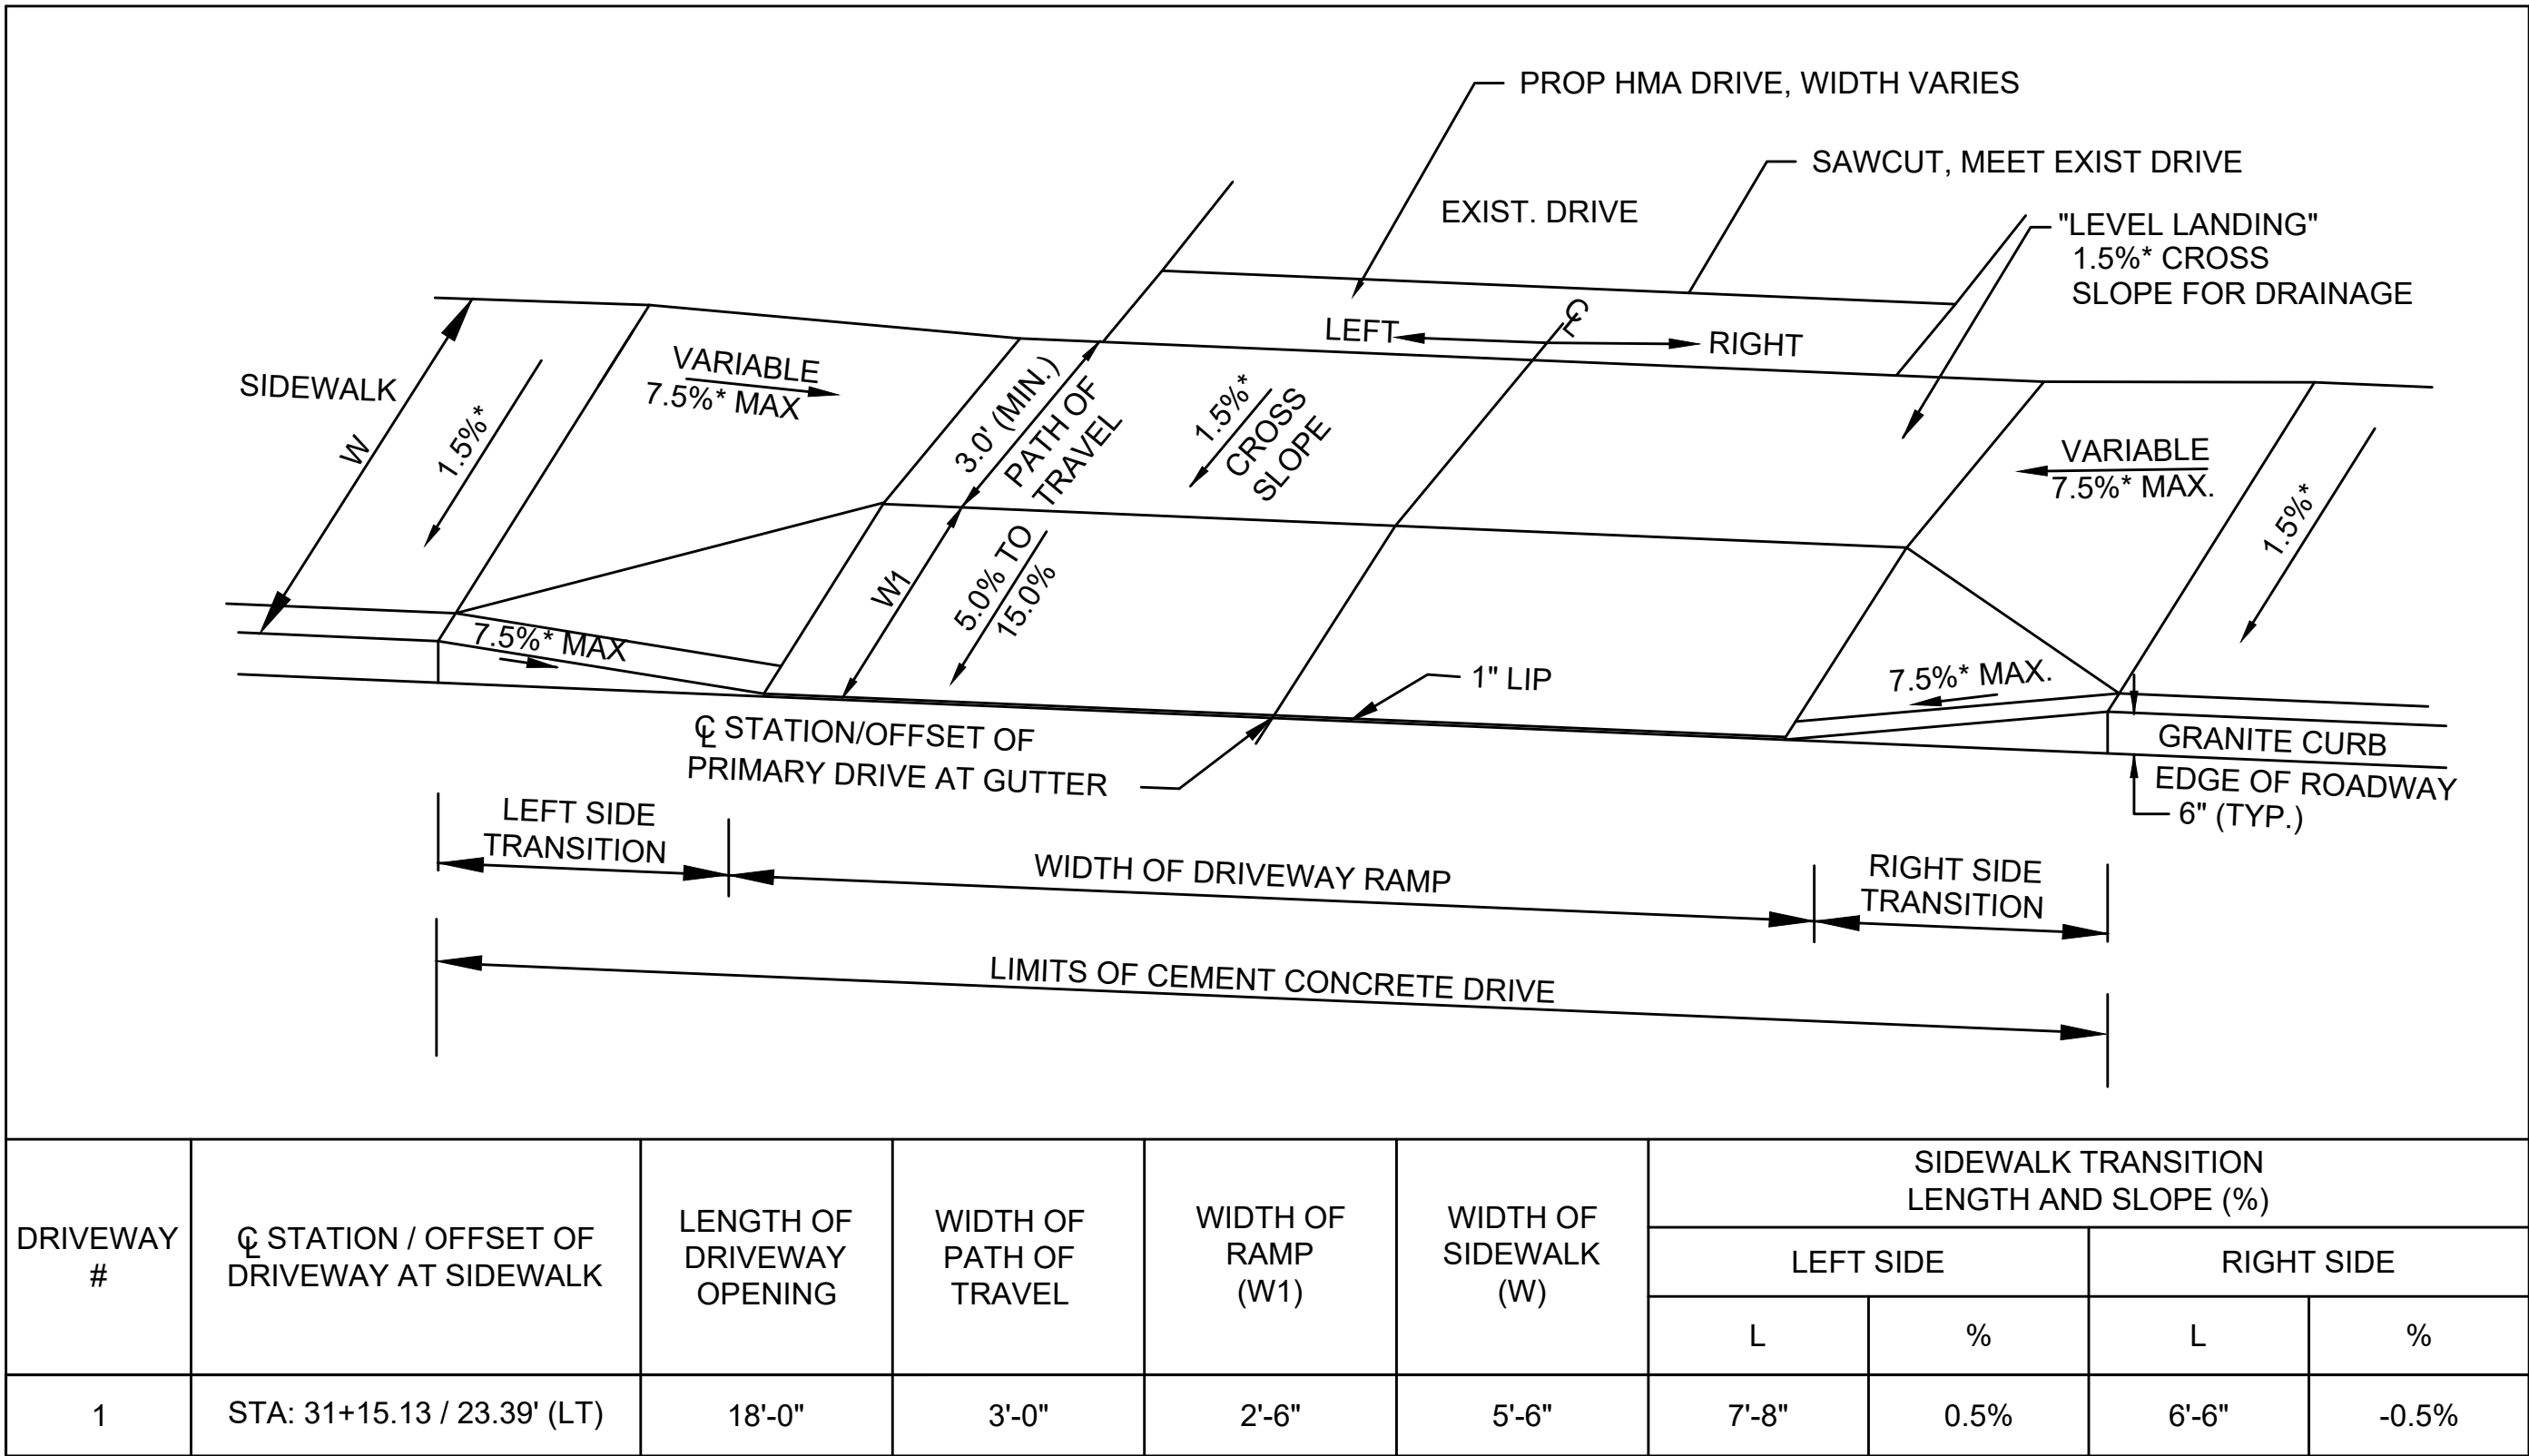 PROP HMA DRIVE, WIDTH VARIES
SAWCUT, MEET EXIST DRIVE
EXIST. DRIVE
"LEVEL LANDING"
1.5%* CROSS
SLOPE FOR DRAINAGE
LEFT
℄
RIGHT
SIDEWALK
W
1.5%*
VARIABLE
7.5%* MAX
3.0' (MIN.)
PATH OF
TRAVEL
1.5%*
CROSS
SLOPE
VARIABLE
7.5%* MAX.
1.5%*
W1
5.0% TO
15.0%
7.5%* MAX
1" LIP
7.5%* MAX.
℄ STATION/OFFSET OF
PRIMARY DRIVE AT GUTTER
GRANITE CURB
EDGE OF ROADWAY
6" (TYP.)
LEFT SIDE
TRANSITION
WIDTH OF DRIVEWAY RAMP
RIGHT SIDE
TRANSITION
LIMITS OF CEMENT CONCRETE DRIVE
DRIVEWAY
#
℄ STATION / OFFSET OF
DRIVEWAY AT SIDEWALK
LENGTH OF
DRIVEWAY
OPENING
WIDTH OF
PATH OF
TRAVEL
WIDTH OF
RAMP
(W1)
WIDTH OF
SIDEWALK
(W)
SIDEWALK TRANSITION
LENGTH AND SLOPE (%)
LEFT SIDE
RIGHT SIDE
L
%
L
%
1
STA: 31+15.13 / 23.39' (LT)
18'-0"
3'-0"
2'-6"
5'-6"
7'-8"
0.5%
6'-6"
-0.5%